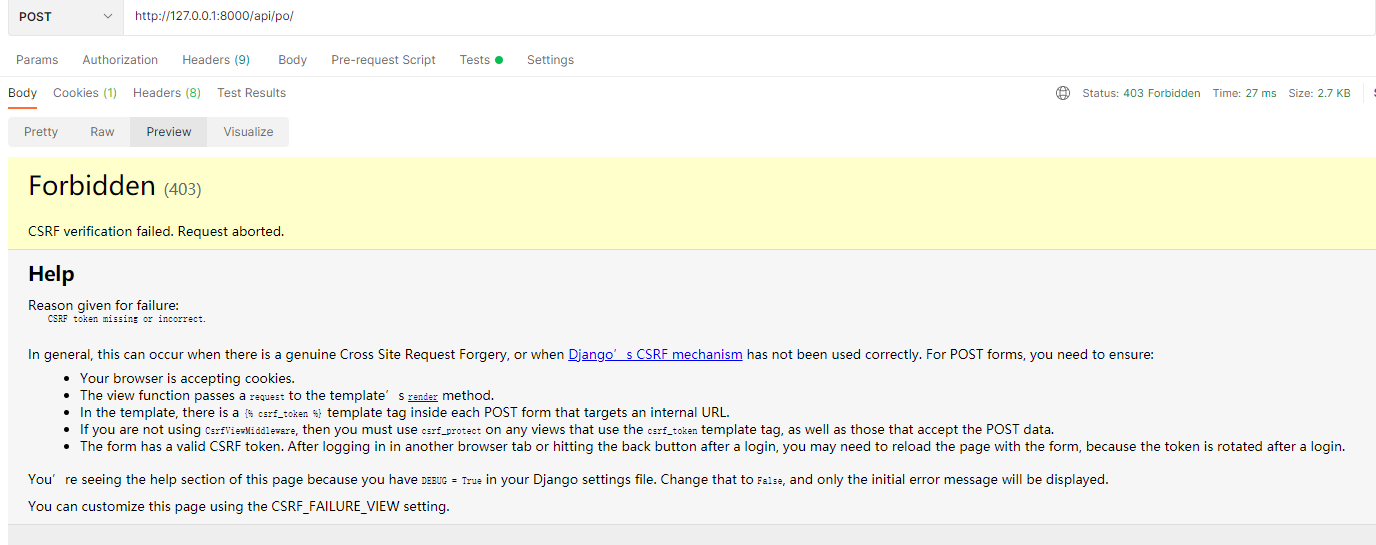 POST http://127.0.0.1:8000/api/po/
Params Authorization Headers (9) Body Pre-request Script Tests Settings
Body Cookies (1) Headers (8) Test Results Status: 403 Forbidden Time: 27 ms Size: 2.7 KB
Pretty Raw Preview Visualize
Forbidden (403)
CSRF verification failed. Request aborted.
Help
Reason given for failure:
CSRF token missing or incorrect.
In general, this can occur when there is a genuine Cross Site Request Forgery, or when Django’s CSRF mechanism has not been used correctly. For POST forms, you need to ensure:
Your browser is accepting cookies.
The view function passes a request to the template’s render method.
In the template, there is a {% csrf_token %} template tag inside each POST form that targets an internal URL.
If you are not using CsrfViewMiddleware, then you must use csrf_protect on any views that use the csrf_token template tag, as well as those that accept the POST data.
The form has a valid CSRF token. After logging in in another browser tab or hitting the back button after a login, you may need to reload the page with the form, because the token is rotated after a login.
You’re seeing the help section of this page because you have DEBUG = True in your Django settings file. Change that to False, and only the initial error message will be displayed.
You can customize this page using the CSRF_FAILURE_VIEW setting.